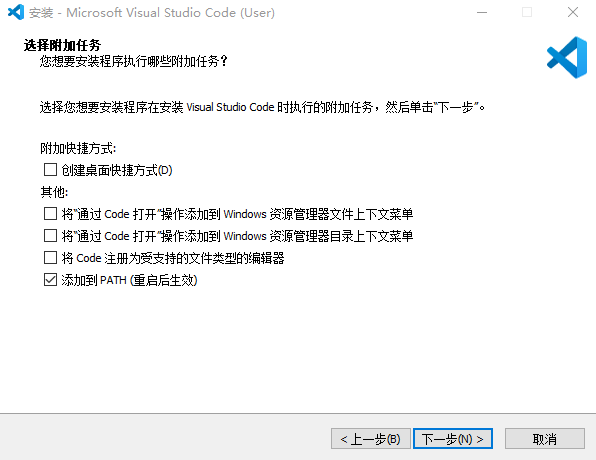 安装 - Microsoft Visual Studio Code (User)
选择附加任务
您想要安装程序执行哪些附加任务？
选择您想要安装程序在安装 Visual Studio Code 时执行的附加任务，然后单击“下一步”。
附加快捷方式:
创建桌面快捷方式(D)
其他:
将“通过 Code 打开”操作添加到 Windows 资源管理器文件上下文菜单
将“通过 Code 打开”操作添加到 Windows 资源管理器目录上下文菜单
将 Code 注册为受支持的文件类型的编辑器
添加到 PATH (重启后生效)
< 上一步(B) 下一步(N) > 取消